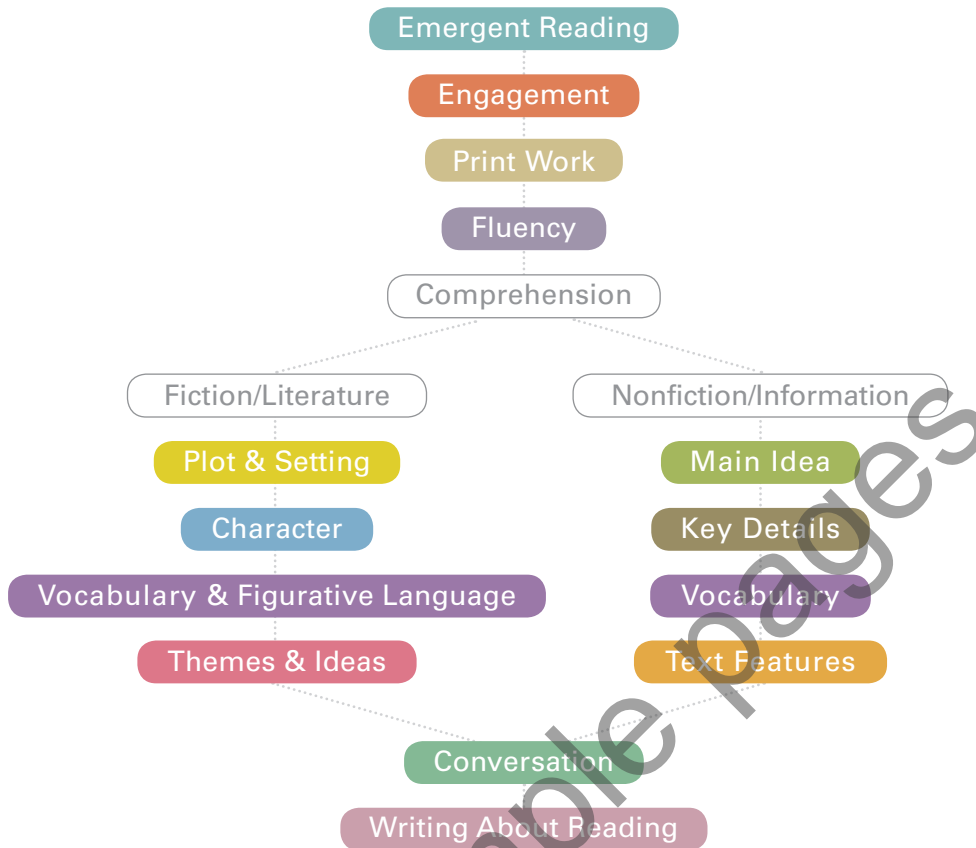 Emergent Reading
Engagement
Print Work
Fluency
Comprehension
Fiction/Literature
Nonfiction/Information
Plot & Setting
Main Idea
Character
Key Details
Vocabulary & Figurative Language
Vocabulary
Themes & Ideas
Text Features
Conversation
Writing About Reading
pages